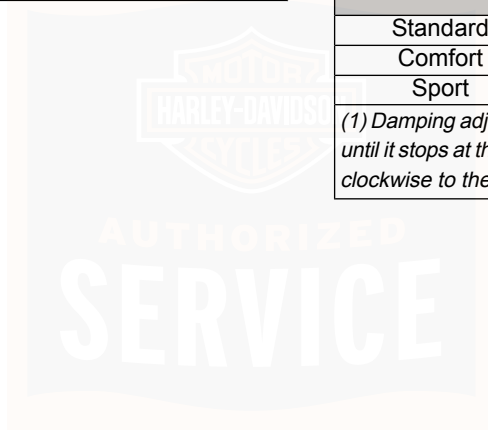 Standard
Comfort
Sport
(1) Damping adj
until it stops at th
clockwise to the
MOTOR
HARLEY-DAVIDSON
CYCLES
AUTHORIZED
SERVICE